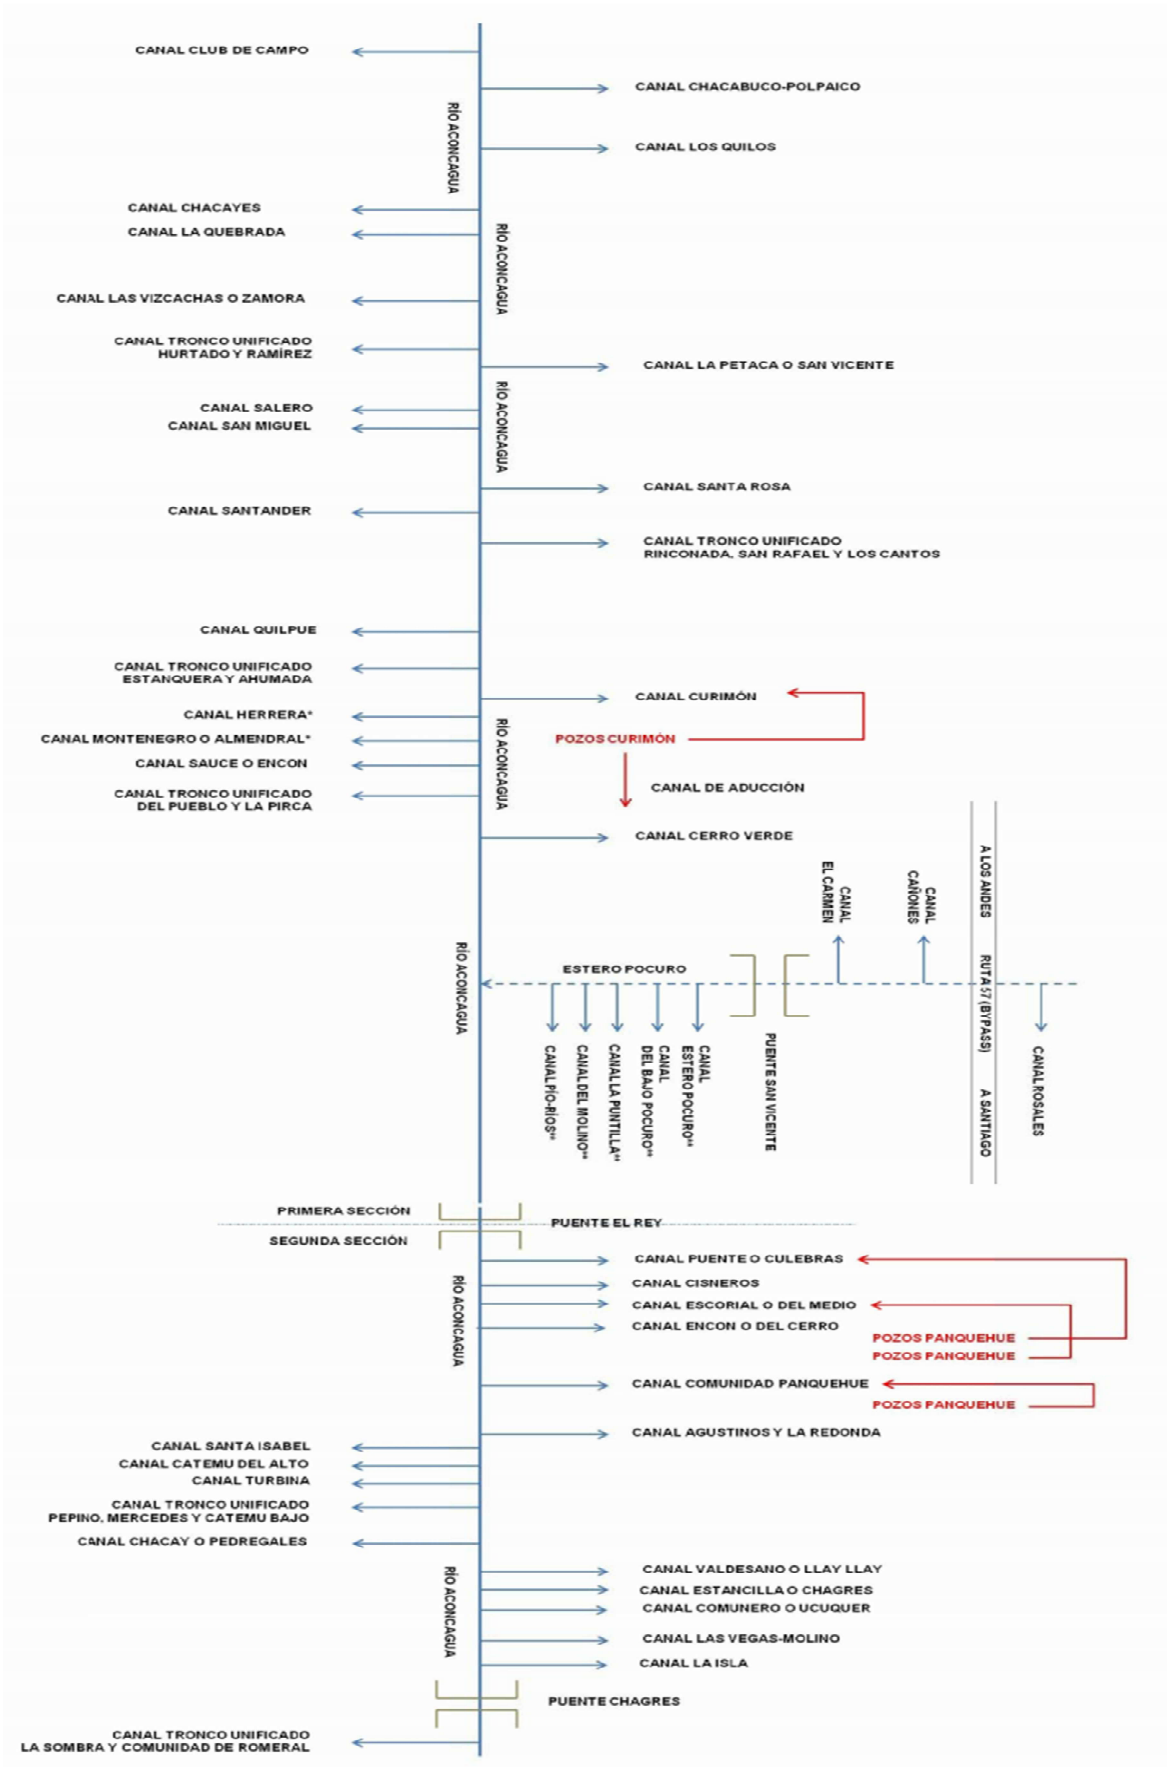 CANAL CLUB DE CAMPO
CANAL CHACABUCO-POLPAICO
RÍO ACONCAGUA
CANAL LOS QUILOS
CANAL CHACAYES
CANAL LA QUEBRADA
RÍO ACONCAGUA
CANAL LAS VIZCACHAS O ZAMORA
CANAL TRONCO UNIFICADO
HURTADO Y RAMÍREZ
CANAL LA PETACA O SAN VICENTE
RÍO ACONCAGUA
CANAL SALERO
CANAL SAN MIGUEL
CANAL SANTA ROSA
CANAL SANTANDER
CANAL TRONCO UNIFICADO
RINCONADA, SAN RAFAEL Y LOS CANTOS
CANAL QUILPUE
CANAL TRONCO UNIFICADO
ESTANQUERA Y AHUMADA
CANAL CURIMÓN
CANAL HERRERA*
RÍO ACONCAGUA
CANAL MONTENEGRO O ALMENDRAL*
POZOS CURIMÓN
CANAL SAUCE O ENCON
CANAL DE ADUCCIÓN
CANAL TRONCO UNIFICADO
DEL PUEBLO Y LA PIRCA
CANAL CERRO VERDE
CANAL
EL CARMEN
CANAL
CAÑONES
A LOS ANDES RUTA 57 (BYPASS) A SANTIAGO
RÍO ACONCAGUA
ESTERO POCURO
CANAL PÍO-RÍOS**
CANAL DEL MOLINO**
CANAL LA PUNTILLA**
CANAL
DEL BAJO POCURO**
CANAL
ESTERO POCURO**
PUENTE SAN VICENTE
CANAL ROSALES
PRIMERA SECCIÓN
PUENTE EL REY
SEGUNDA SECCIÓN
CANAL PUENTE O CULEBRAS
RÍO ACONCAGUA
CANAL CISNEROS
CANAL ESCORIAL O DEL MEDIO
CANAL ENCON O DEL CERRO
POZOS PANQUEHUE
POZOS PANQUEHUE
CANAL COMUNIDAD PANQUEHUE
POZOS PANQUEHUE
CANAL AGUSTINOS Y LA REDONDA
CANAL SANTA ISABEL
CANAL CATEMU DEL ALTO
CANAL TURBINA
CANAL TRONCO UNIFICADO
PEPINO, MERCEDES Y CATEMU BAJO
CANAL CHACAY O PEDREGALES
RÍO ACONCAGUA
CANAL VALDESANO O LLAY LLAY
CANAL ESTANCILLA O CHAGRES
CANAL COMUNERO O UCUQUER
CANAL LAS VEGAS-MOLINO
CANAL LA ISLA
PUENTE CHAGRES
CANAL TRONCO UNIFICADO
LA SOMBRA Y COMUNIDAD DE ROMERAL